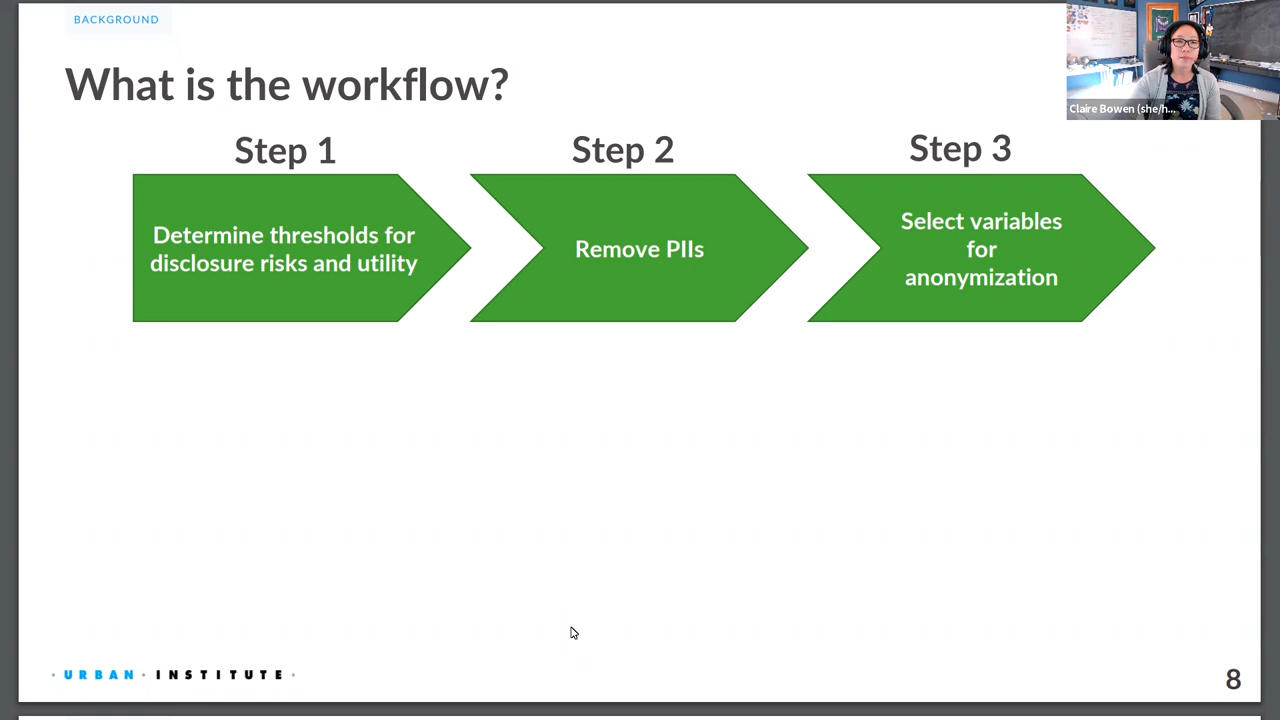 BACKGROUND
What is the workflow?
Claire Bowen (she/h...
Step 1
Step 2
Step 3
Determine thresholds for
disclosure risks and utility
Remove PIIs
Select variables
for
anonymization
URBAN INSTITUTE
8